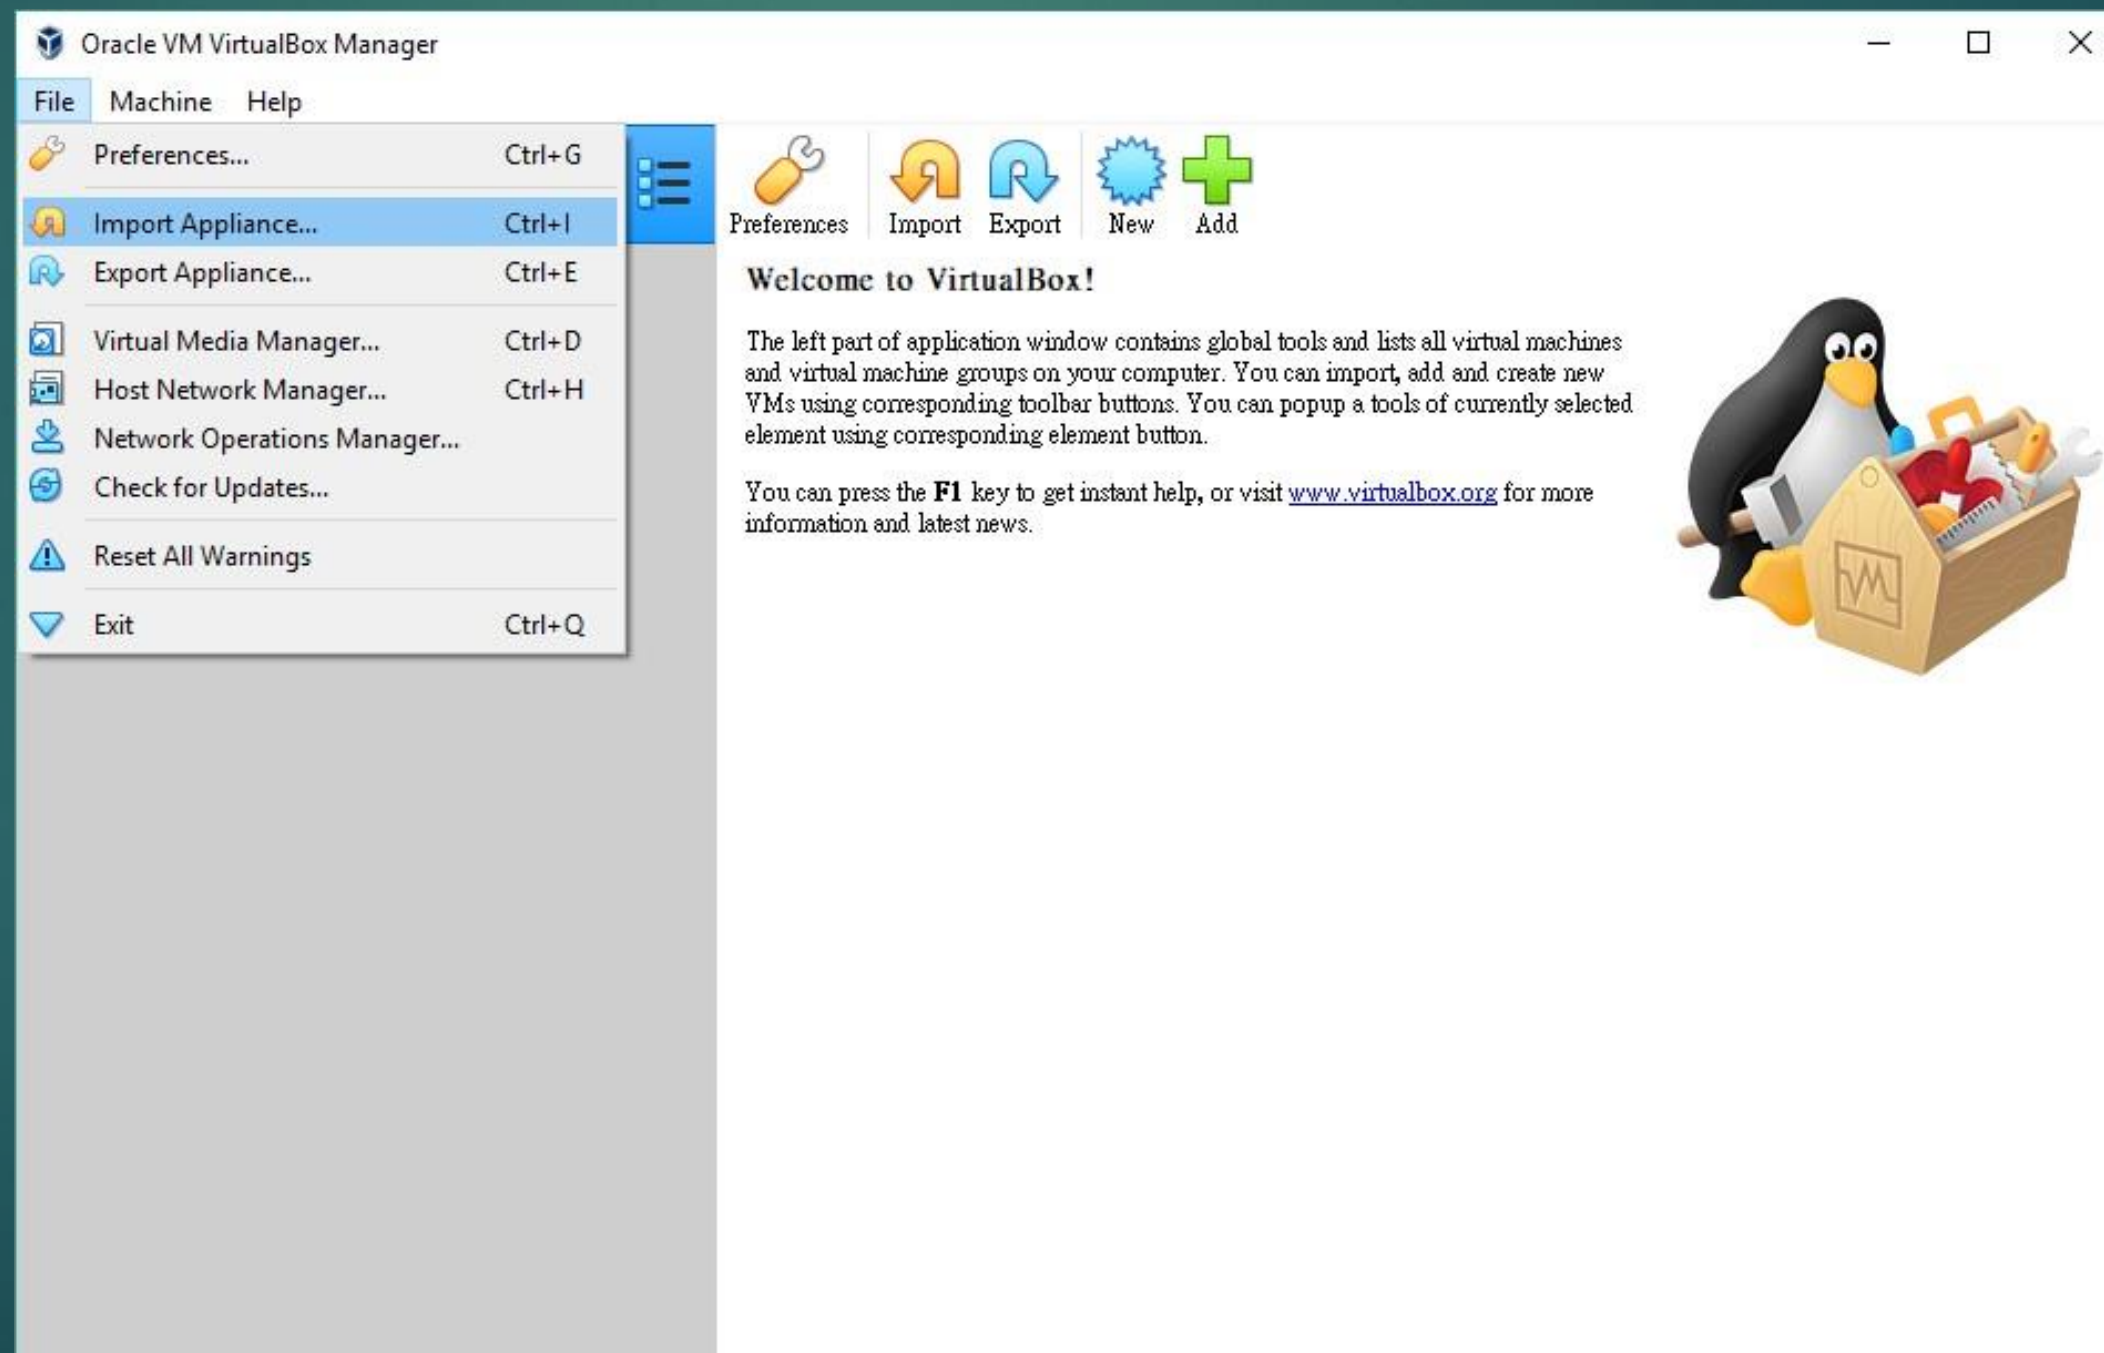 Oracle VM VirtualBox Manager
File Machine Help
Preferences... Ctrl+G
Import Appliance... Ctrl+I
Export Appliance... Ctrl+E
Virtual Media Manager... Ctrl+D
Host Network Manager... Ctrl+H
Network Operations Manager...
Check for Updates...
Reset All Warnings
Exit Ctrl+Q
Preferences Import Export New Add
Welcome to VirtualBox!
The left part of application window contains global tools and lists all virtual machines
and virtual machine groups on your computer. You can import, add and create new
VMs using corresponding toolbar buttons. You can popup a tools of currently selected
element using corresponding element button.
You can press the F1 key to get instant help, or visit www.virtualbox.org for more
information and latest news.